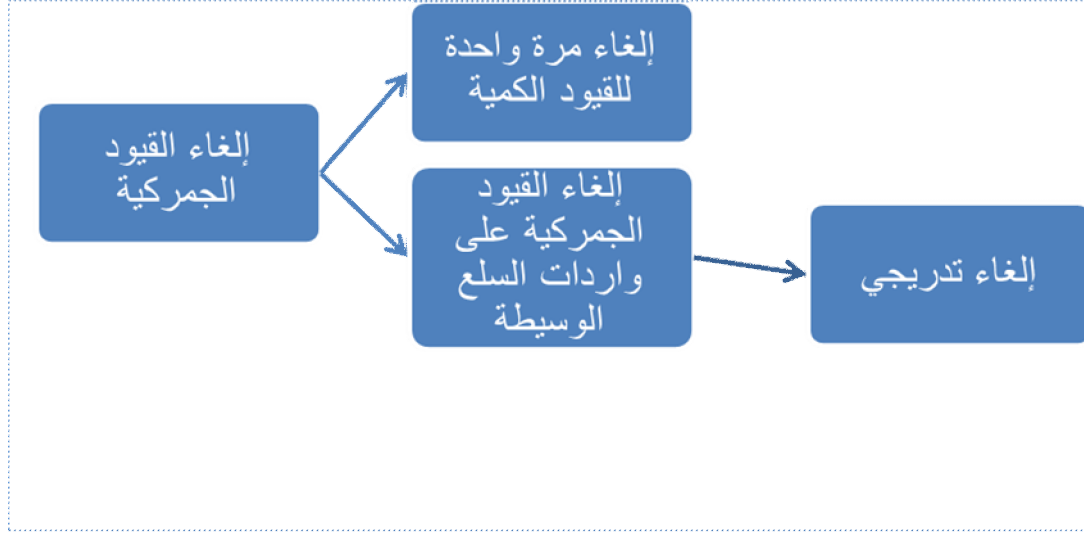 إلغاء القيود
الجمركية
إلغاء مرة واحدة
للقيود الكمية
إلغاء القيود
الجمركية على
واردات السلع
الوسيطة
إلغاء تدريجي